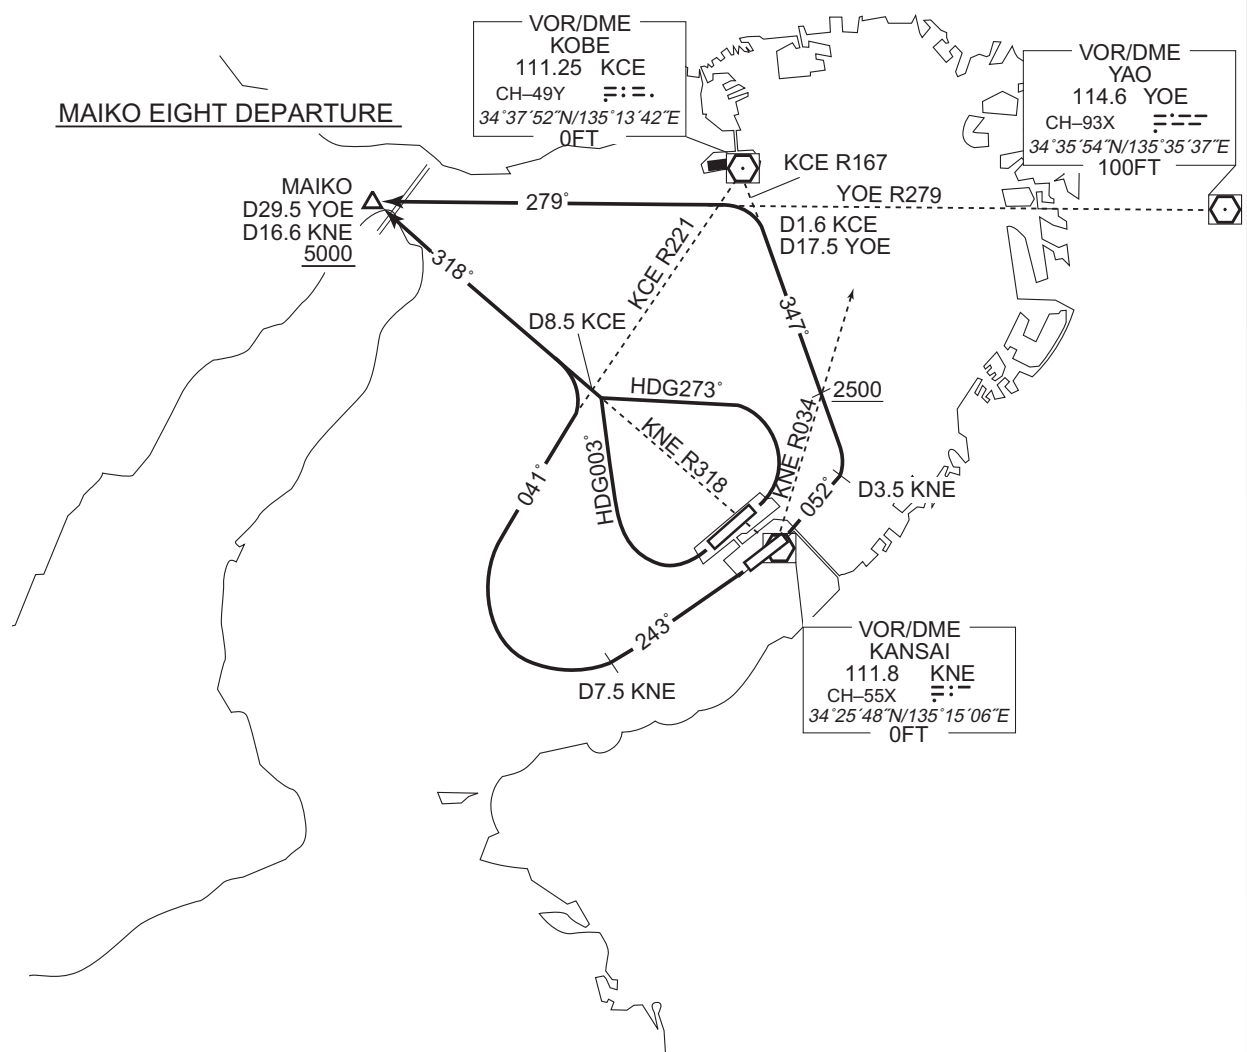 VOR/DME
KOBE
111.25 KCE
CH–49Y
34°37´52˝N/135°13´42˝E
0FT
VOR/DME
YAO
114.6 YOE
CH–93X
34°35´54˝N/135°35´37˝E
100FT
MAIKO EIGHT DEPARTURE
KCE R167
YOE R279
MAIKO
D29.5 YOE
D16.6 KNE
5000
279°
D1.6 KCE
D17.5 YOE
318°
KCE R221
347°
D8.5 KCE
HDG273°
2500
KNE R034
KNE R318
HDG003°
041°
052°
D3.5 KNE
243°
D7.5 KNE
VOR/DME
KANSAI
111.8 KNE
CH–55X
34°25´48˝N/135°15´06˝E
0FT